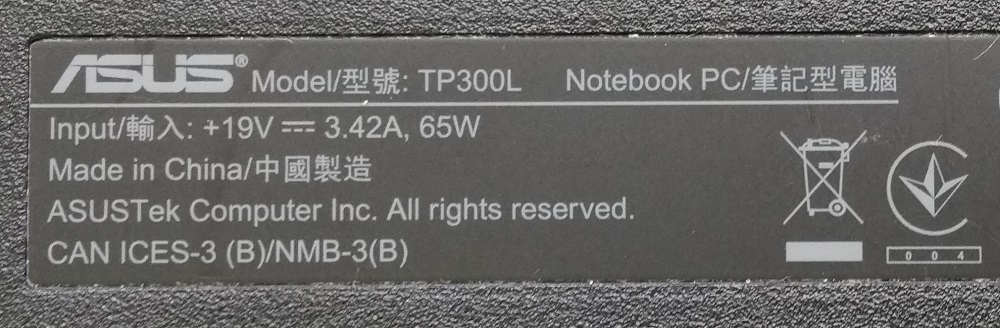 ASUS® Model/型號: TP300L Notebook PC/筆記型電腦
Input/輸入: +19V ⎓ 3.42A, 65W
Made in China/中國製造
ASUSTek Computer Inc. All rights reserved.
CAN ICES-3 (B)/NMB-3(B)
004